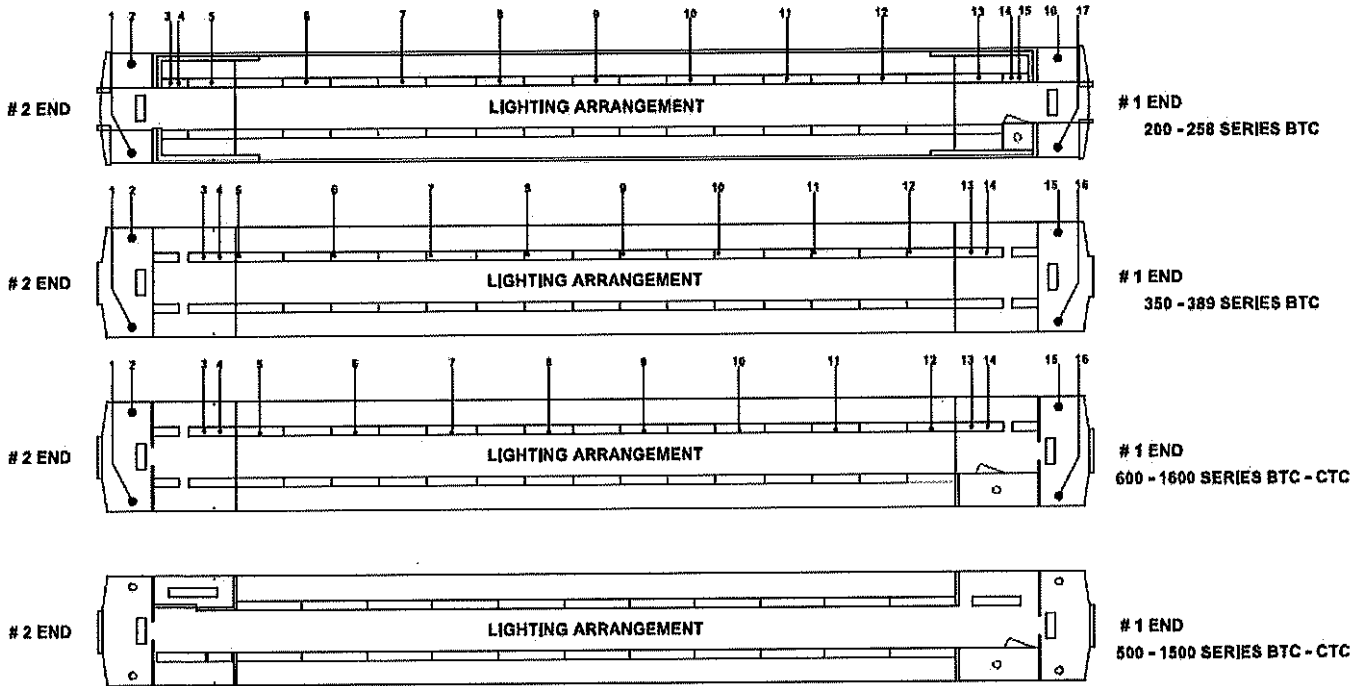 1 2 3 4 5 6 7 8 9 10 11 12 13 14 15 16 17
# 2 END
LIGHTING ARRANGEMENT
# 1 END
200 - 258 SERIES BTC
1 2 3 4 5 6 7 8 9 10 11 12 13 14 15 16
# 2 END
LIGHTING ARRANGEMENT
# 1 END
350 - 389 SERIES BTC
1 2 3 4 5 6 7 8 9 10 11 12 13 14 15 16
# 2 END
LIGHTING ARRANGEMENT
# 1 END
600 - 1600 SERIES BTC - CTC
# 2 END
LIGHTING ARRANGEMENT
# 1 END
500 - 1500 SERIES BTC - CTC